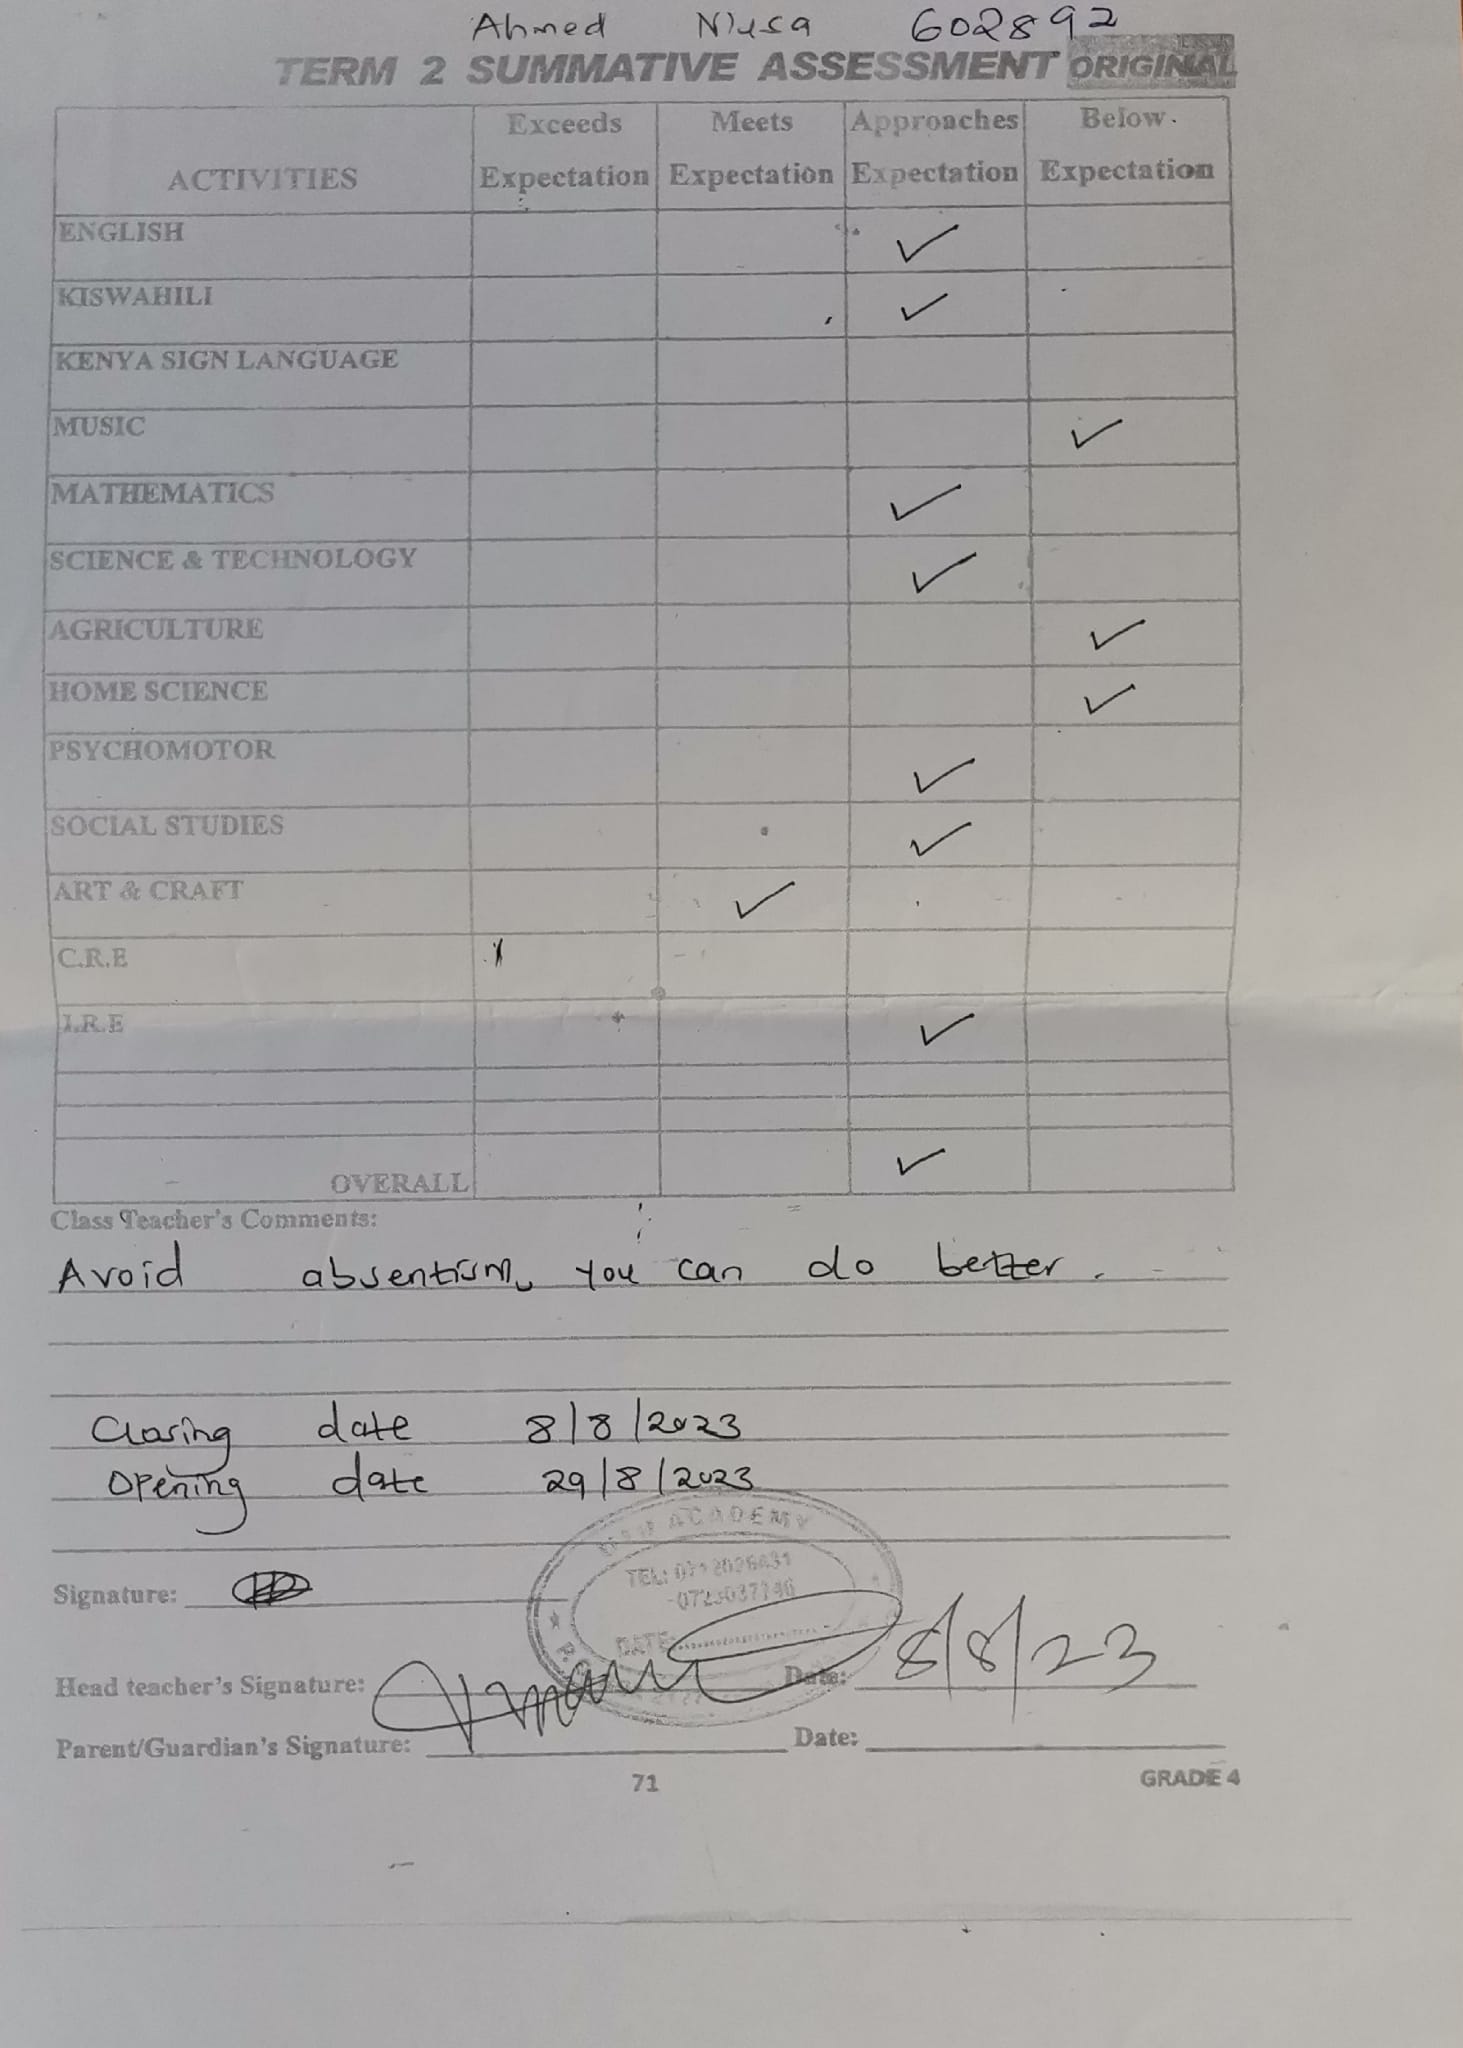 Ahmed Nusa 602892
TERM 2 SUMMATIVE ASSESSMENT ORIGINAL
ACTIVITIES Exceeds Expectation Meets Expectation Approaches Expectation Below Expectation
ENGLISH ✓
KISWAHILI ✓
KENYA SIGN LANGUAGE
MUSIC ✓
MATHEMATICS ✓
SCIENCE & TECHNOLOGY ✓
AGRICULTURE ✓
HOME SCIENCE ✓
PSYCHOMOTOR ✓
SOCIAL STUDIES ✓
ART & CRAFT ✓
C.R.E
I.R.E ✓
OVERALL ✓
Class Teacher's Comments:
Avoid absentism, you can do better.
Closing date 8/8/2023
Opening date 29/8/2023
ACADEMY
TEL:
DATE:
Signature:
Head teacher's Signature: Date: 8/8/23
Parent/Guardian's Signature: Date:
71 GRADE 4